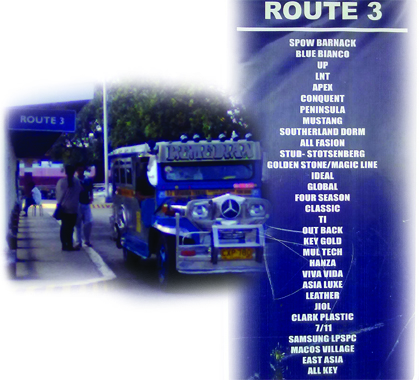 ROUTE 3
SPOW BARNACK
BLUE BIANCO
UP
LNT
APEX
CONQUENT
PENINSULA
MUSTANG
SOUTHERLAND DORM
ALL FASION
STUD- STOTSENBERG
GOLDEN STONE/MAGIC LINE
IDEAL
GLOBAL
FOUR SEASON
CLASSIC
TI
OUT BACK
KEY GOLD
MUL TECH
HANZA
VIVA VIDA
ASIA LUXE
LEATHER
JIOL
CLARK PLASTIC
7/11
SAMSUNG LPSPC
MACOS VILLAGE
EAST ASIA
ALL KEY
ROUTE 3